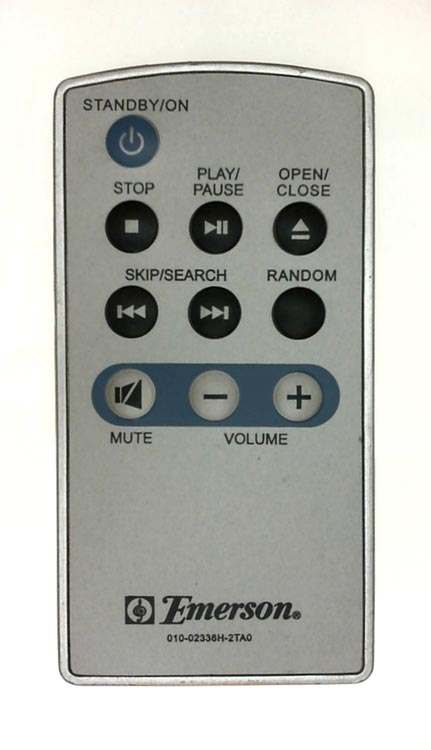 STANDBY/ON
STOP
PLAY/
PAUSE
OPEN/
CLOSE
SKIP/SEARCH
RANDOM
MUTE
VOLUME
Emerson®
010-02336H-2TA0